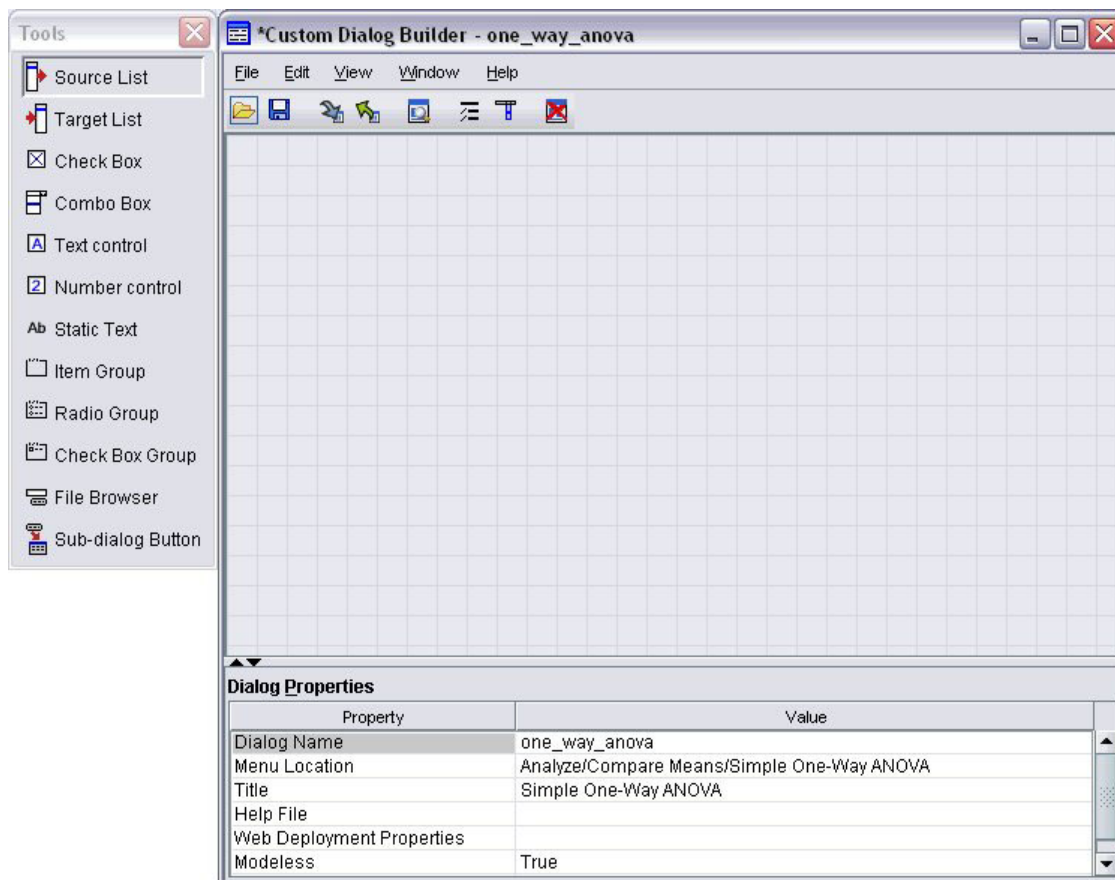 Tools
Source List
Target List
Check Box
Combo Box
Text control
Number control
Ab Static Text
Item Group
Radio Group
Check Box Group
File Browser
Sub-dialog Button
*Custom Dialog Builder - one_way_anova
File Edit View Window Help
Dialog Properties
Property Value
Dialog Name one_way_anova
Menu Location Analyze/Compare Means/Simple One-Way ANOVA
Title Simple One-Way ANOVA
Help File
Web Deployment Properties
Modeless True